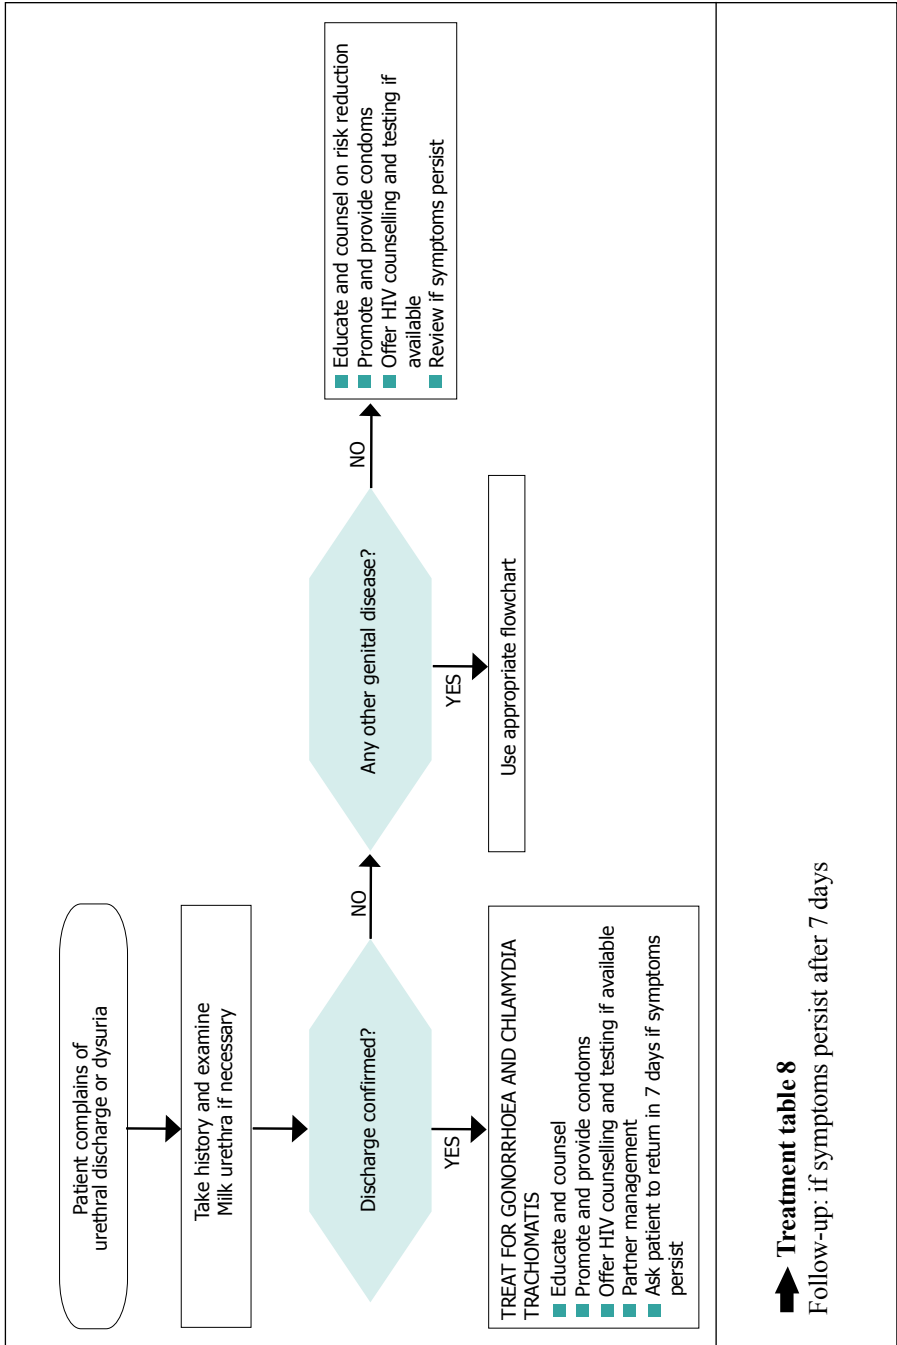 Patient complains of
urethral discharge or dysuria
Take history and examine
Milk urethra if necessary
Discharge confirmed?
NO
Any other genital disease?
NO
Educate and counsel on risk reduction
Promote and provide condoms
Offer HIV counselling and testing if
available
Review if symptoms persist
YES
YES
TREAT FOR GONORRHOEA AND CHLAMYDIA
TRACHOMATIS
Educate and counsel
Promote and provide condoms
Offer HIV counselling and testing if available
Partner management
Ask patient to return in 7 days if symptoms
persist
Use appropriate flowchart
Treatment table 8
Follow-up: if symptoms persist after 7 days